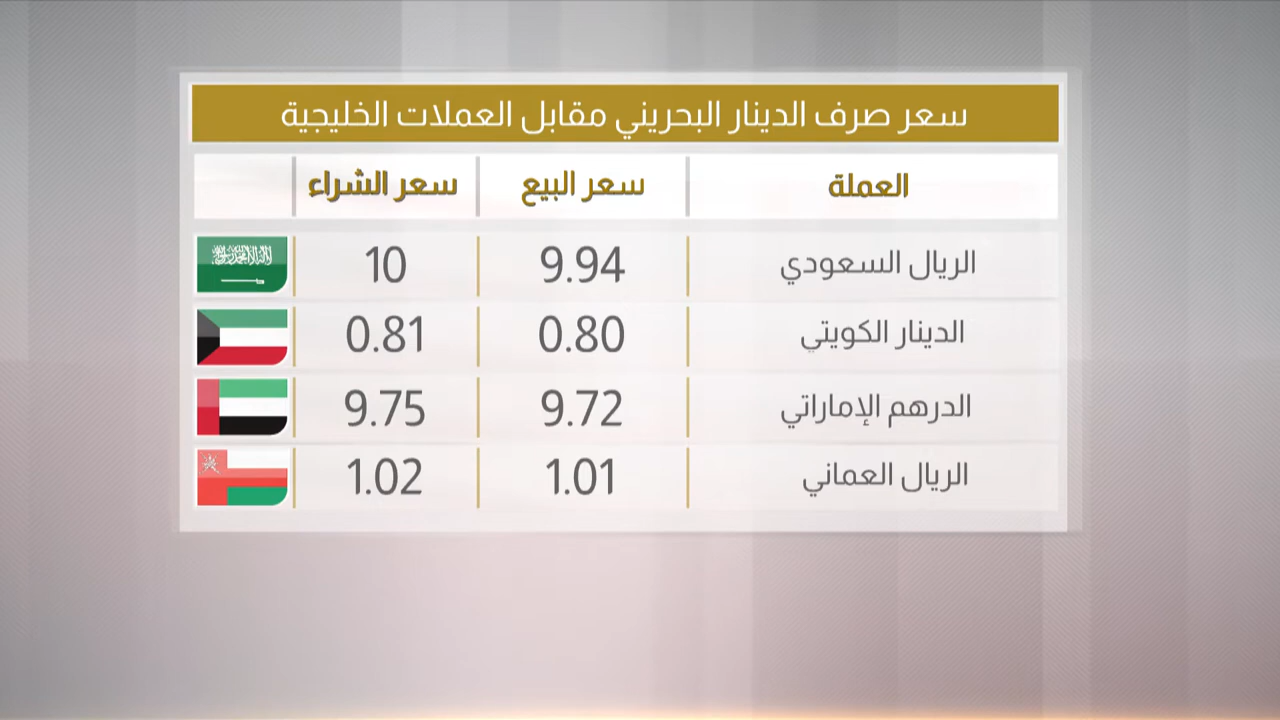 سعر صرف الدينار البحريني مقابل العملات الخليجية
العملة سعر البيع سعر الشراء
الريال السعودي 9.94 10
الدينار الكويتي 0.80 0.81
الدرهم الإماراتي 9.72 9.75
الريال العماني 1.01 1.02